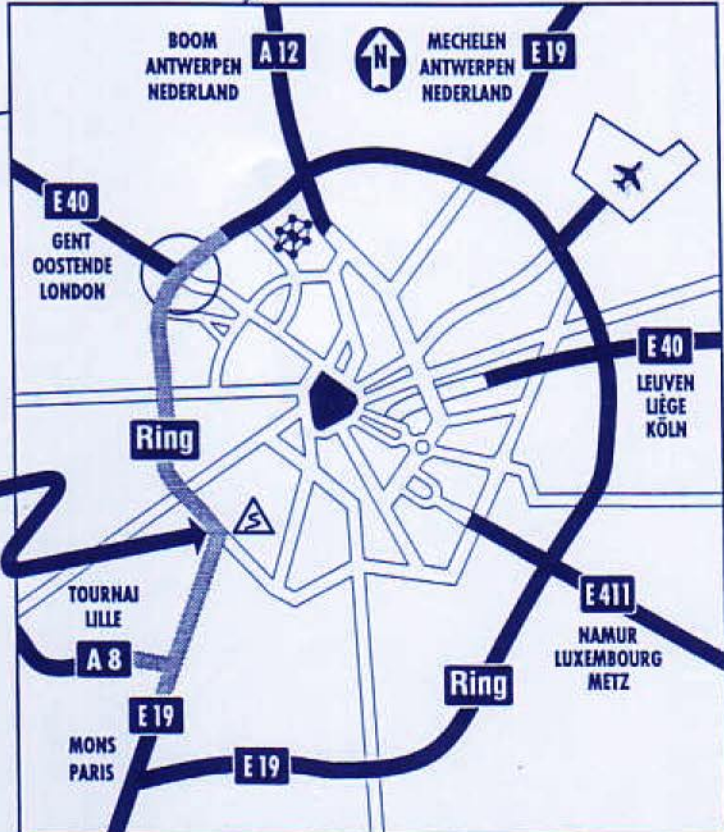 BOOM
ANTWERPEN
NEDERLAND
A 12
N
MECHELEN
ANTWERPEN
NEDERLAND
E 19
E 40
GENT
OOSTENDE
LONDON
E 40
LEUVEN
LIÈGE
KÖLN
Ring
TOURNAI
LILLE
A 8
E 411
NAMUR
LUXEMBOURG
METZ
Ring
E 19
MONS
PARIS
E 19